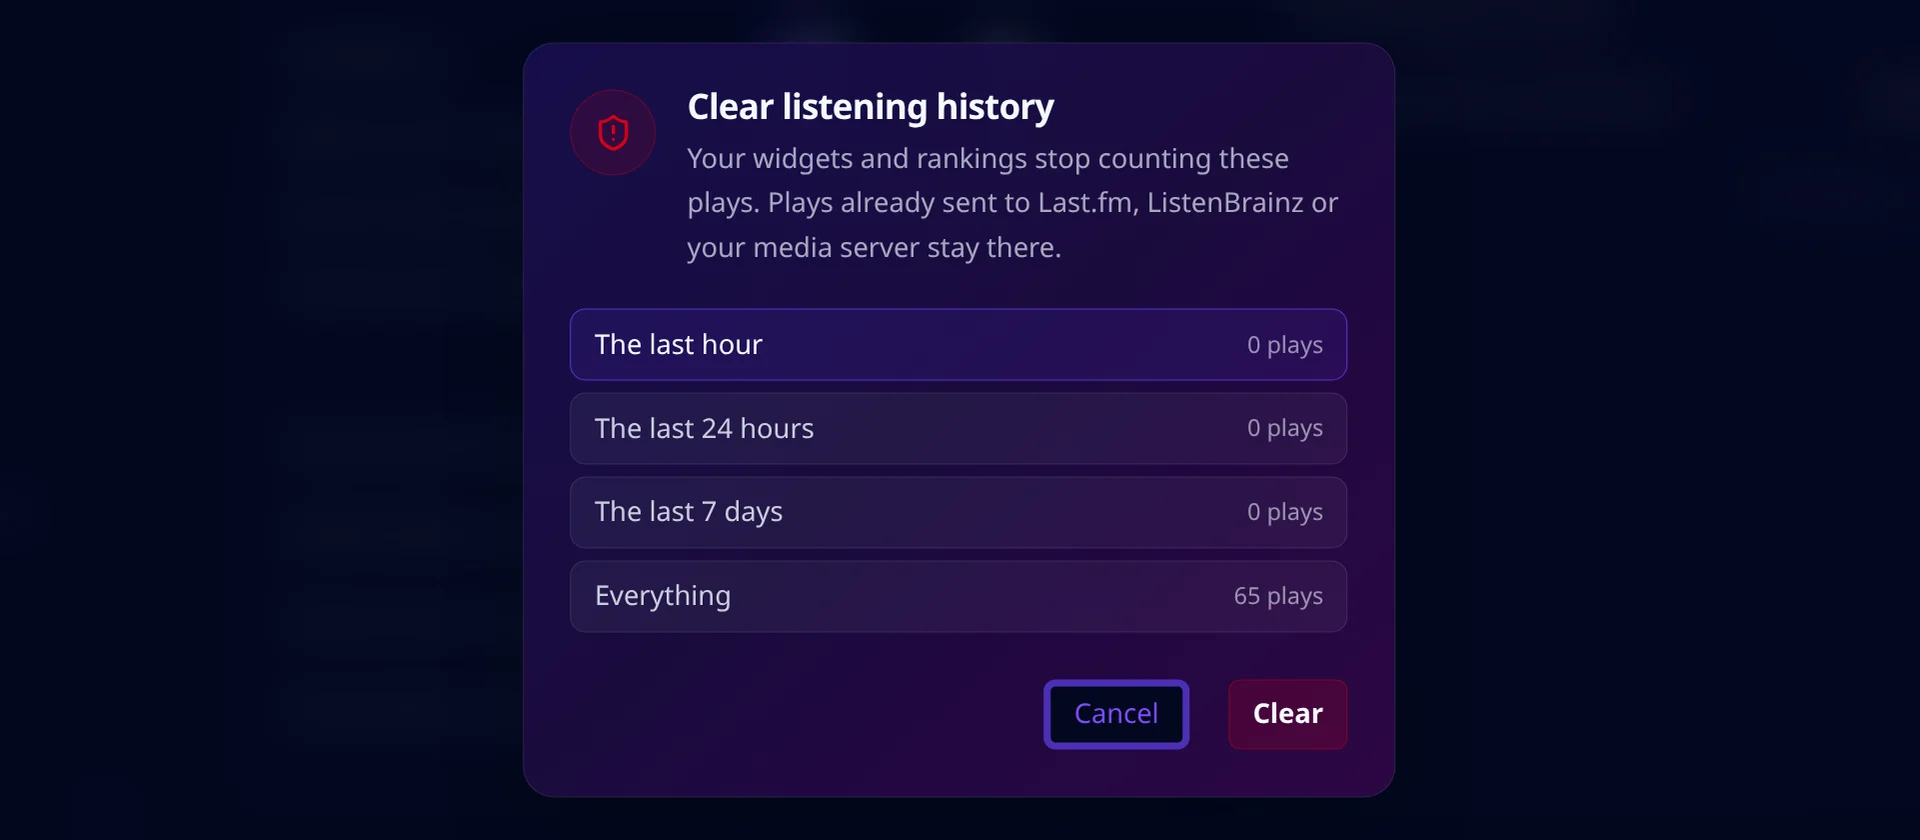 Clear listening history
Your widgets and rankings stop counting these
plays. Plays already sent to Last.fm, ListenBrainz or
your media server stay there.
The last hour 0 plays
The last 24 hours 0 plays
The last 7 days 0 plays
Everything 65 plays
Cancel Clear